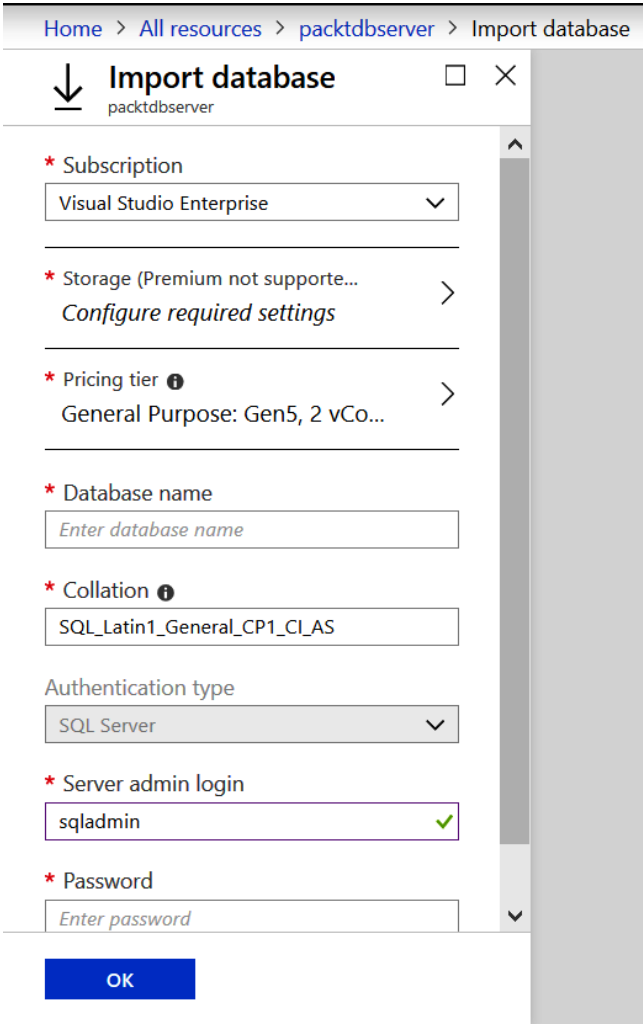 Home > All resources > packtdbserver > Import database
Import database
packtdbserver
* Subscription
Visual Studio Enterprise
* Storage (Premium not supporte...
Configure required settings
* Pricing tier
General Purpose: Gen5, 2 vCo...
* Database name
Enter database name
* Collation
SQL_Latin1_General_CP1_CI_AS
Authentication type
SQL Server
* Server admin login
sqladmin
* Password
Enter password
OK